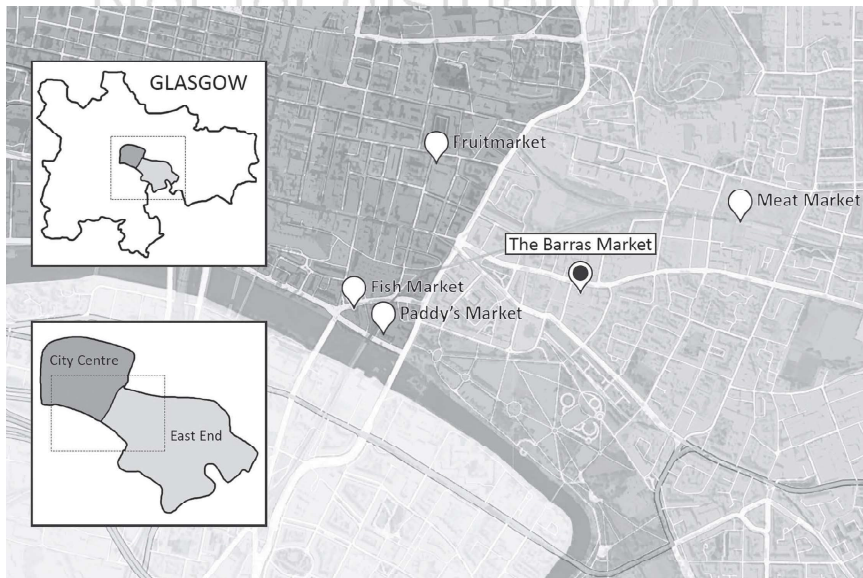 GLASGOW
Fruitmarket
Meat Market
The Barras Market
Fish Market
Paddy's Market
City Centre
East End